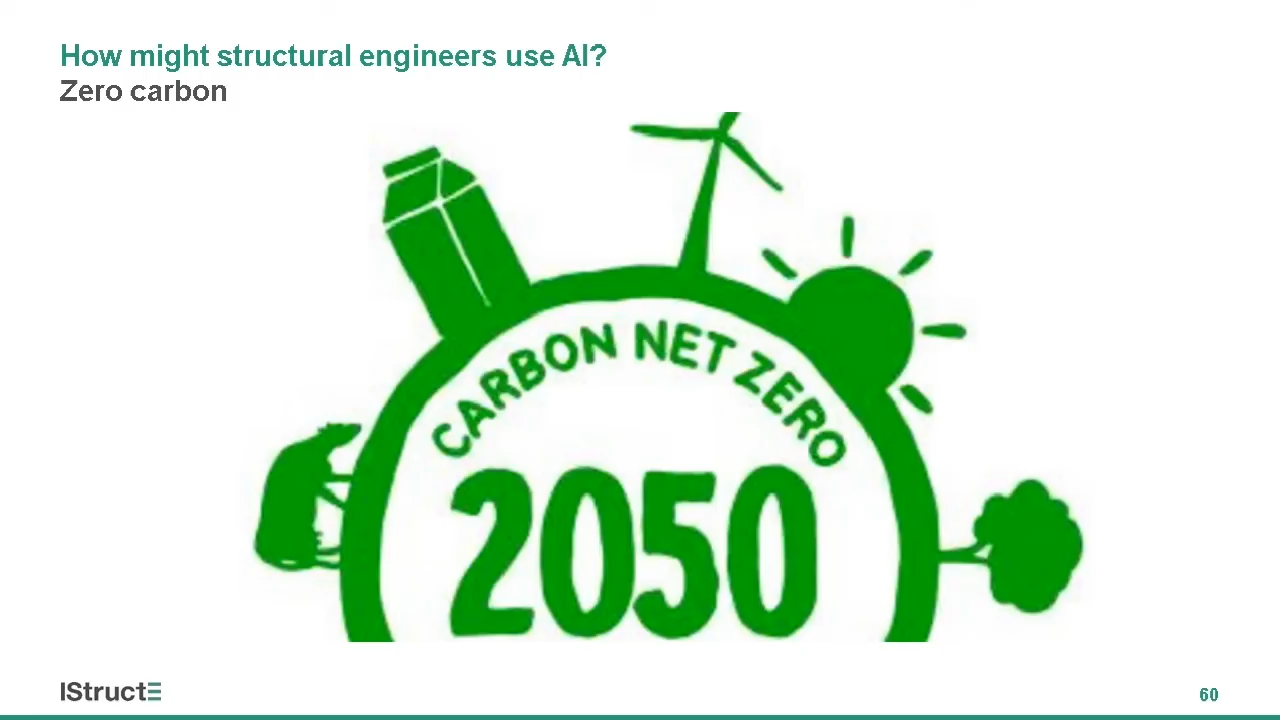 How might structural engineers use AI?
Zero carbon
CARBON NET ZERO
2050
IStructE
60